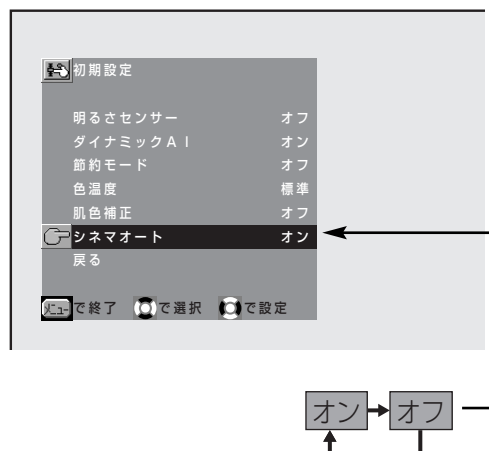 初期設定
明るさセンサー オフ
ダイナミックAI オン
節約モード オフ
色温度 標準
肌色補正 オフ
シネマオート オン
戻る
メニューで終了 で選択 で設定
オン オフ